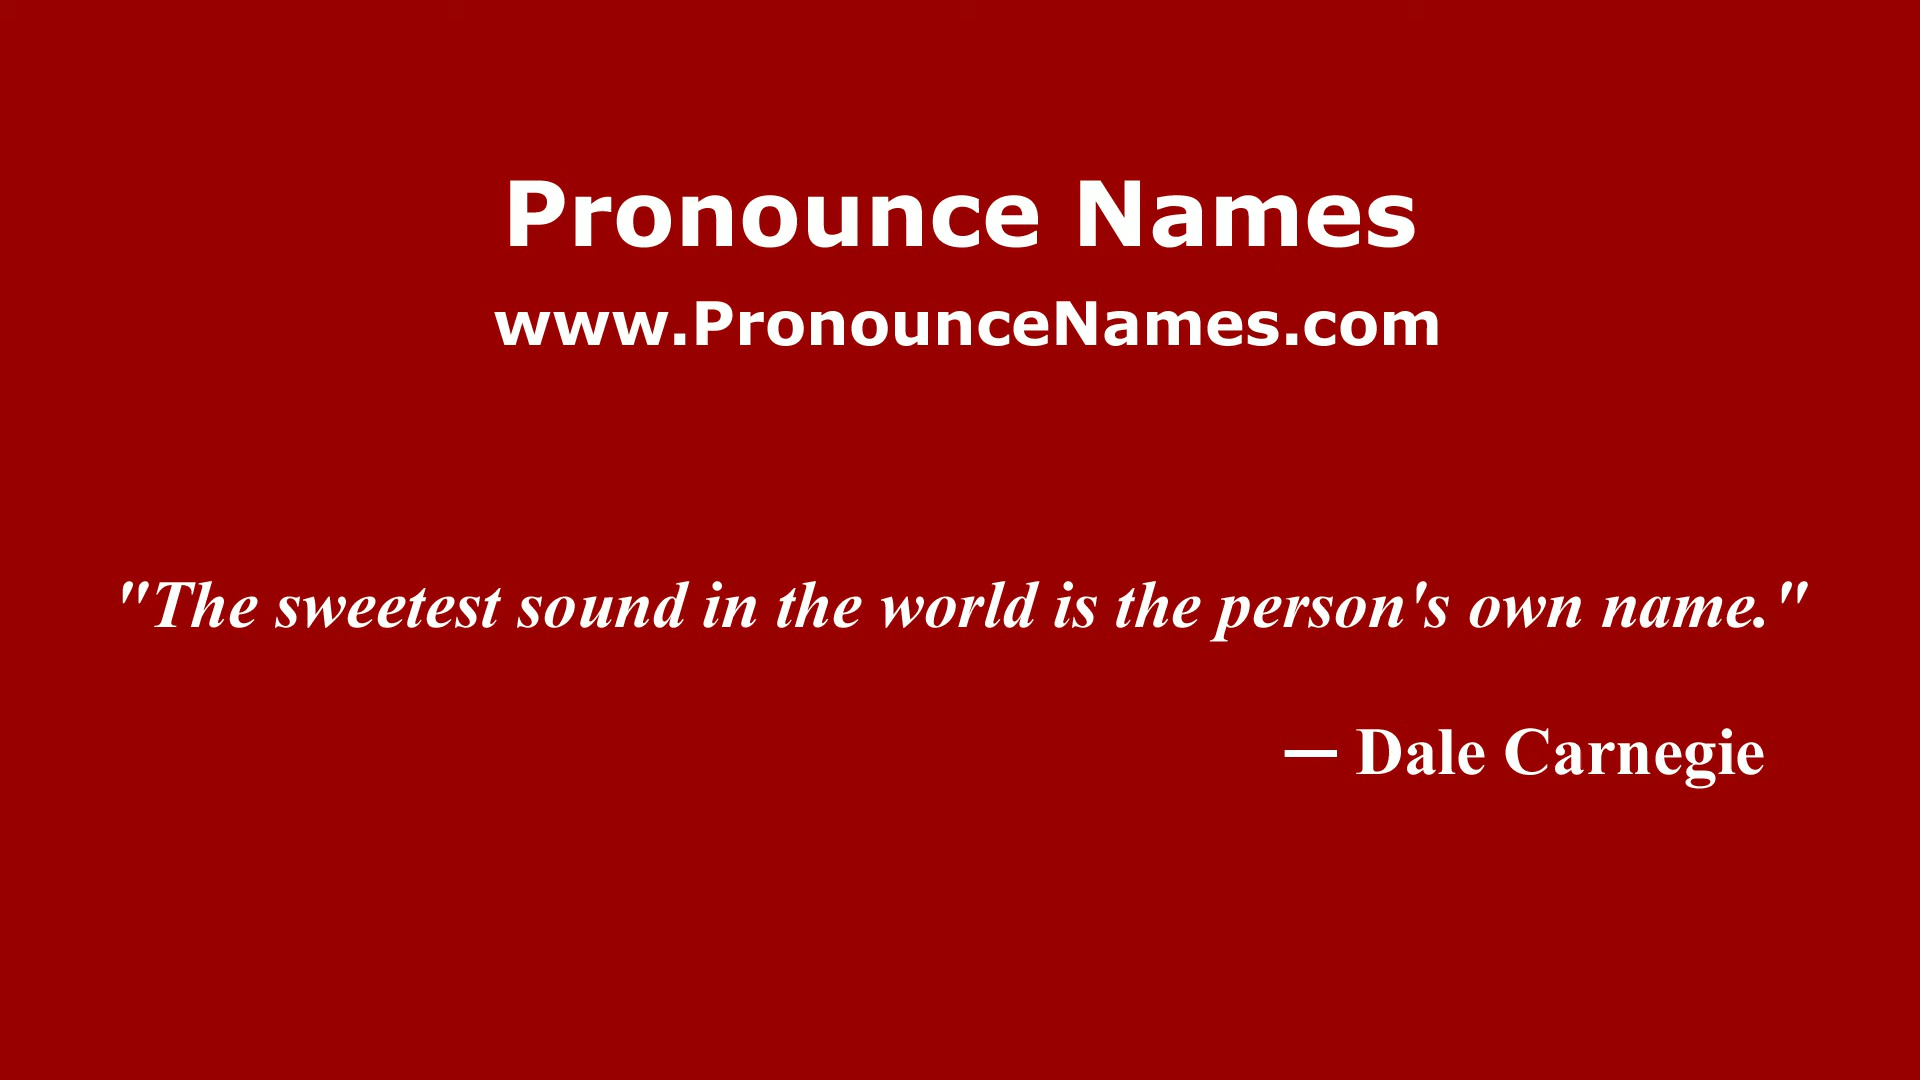 Pronounce Names
www.PronounceNames.com
"The sweetest sound in the world is the person's own name."
— Dale Carnegie